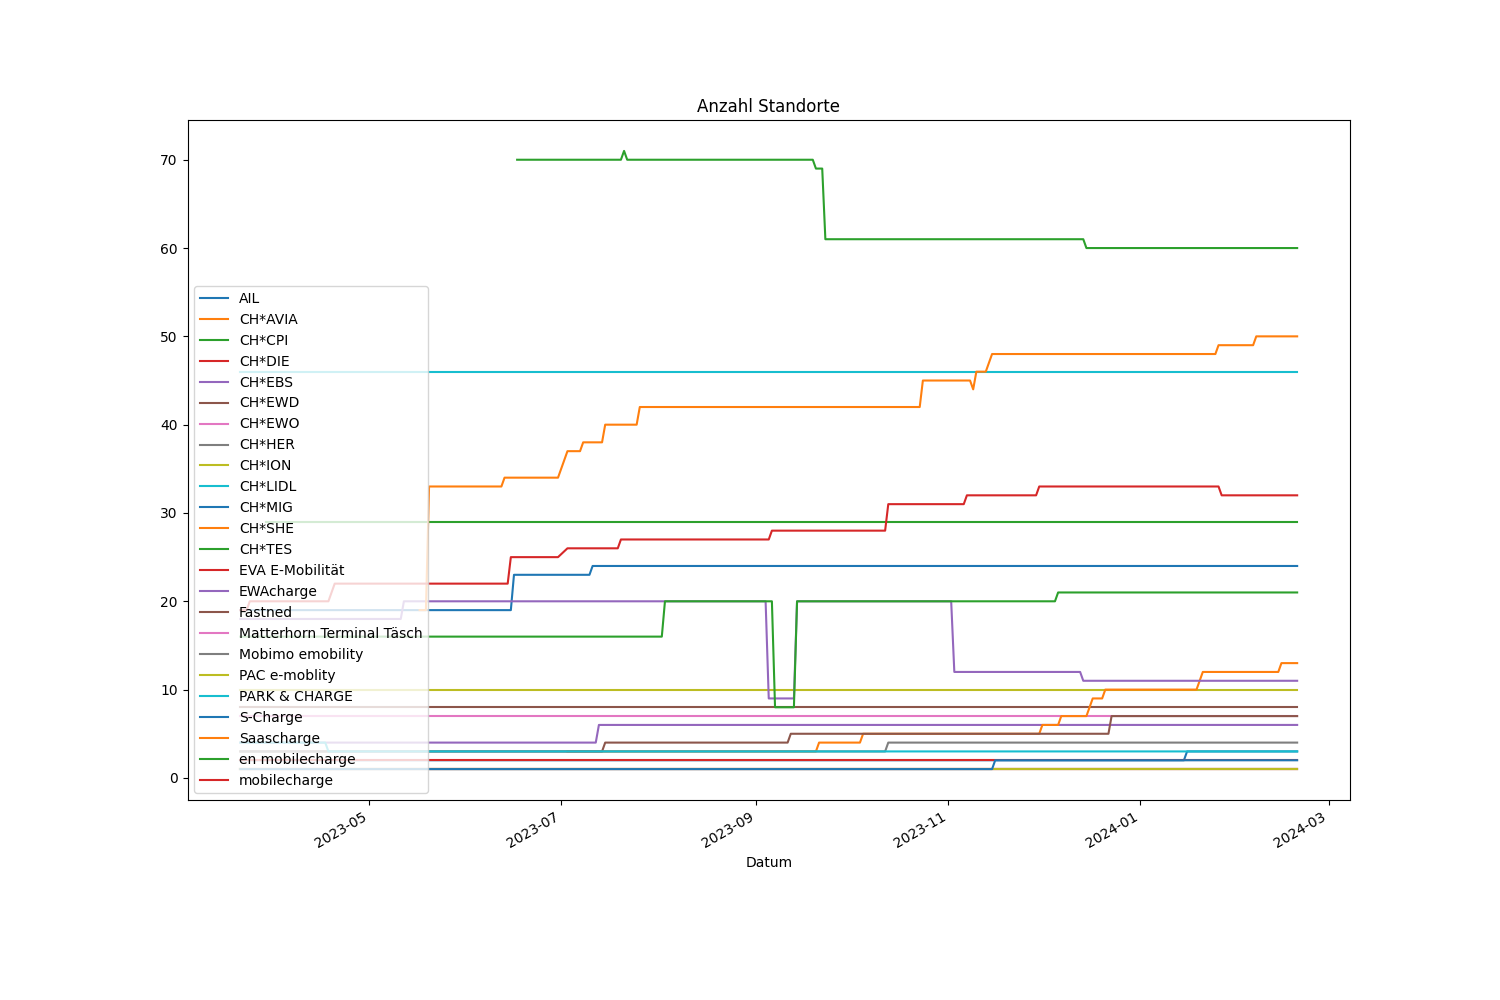 Anzahl Standorte
70
60
50
40
30
20
10
0
AIL
CH*AVIA
CH*CPI
CH*DIE
CH*EBS
CH*EWD
CH*EWO
CH*HER
CH*ION
CH*LIDL
CH*MIG
CH*SHE
CH*TES
EVA E-Mobilität
EWAcharge
Fastned
Matterhorn Terminal Täsch
Mobimo emobility
PAC e-moblity
PARK & CHARGE
S-Charge
Saascharge
en mobilecharge
mobilecharge
2023-05
2023-07
2023-09
2023-11
2024-01
2024-03
Datum